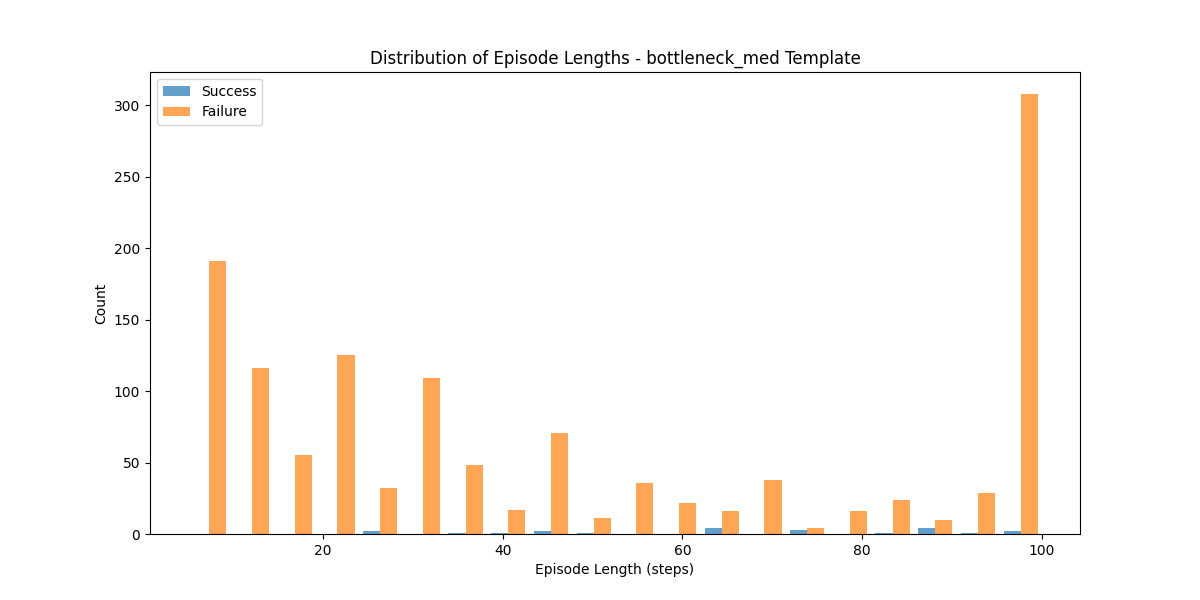 Distribution of Episode Lengths - bottleneck_med Template
Success
Failure
300
250
200
150
100
50
0
Count
20
40
60
80
100
Episode Length (steps)